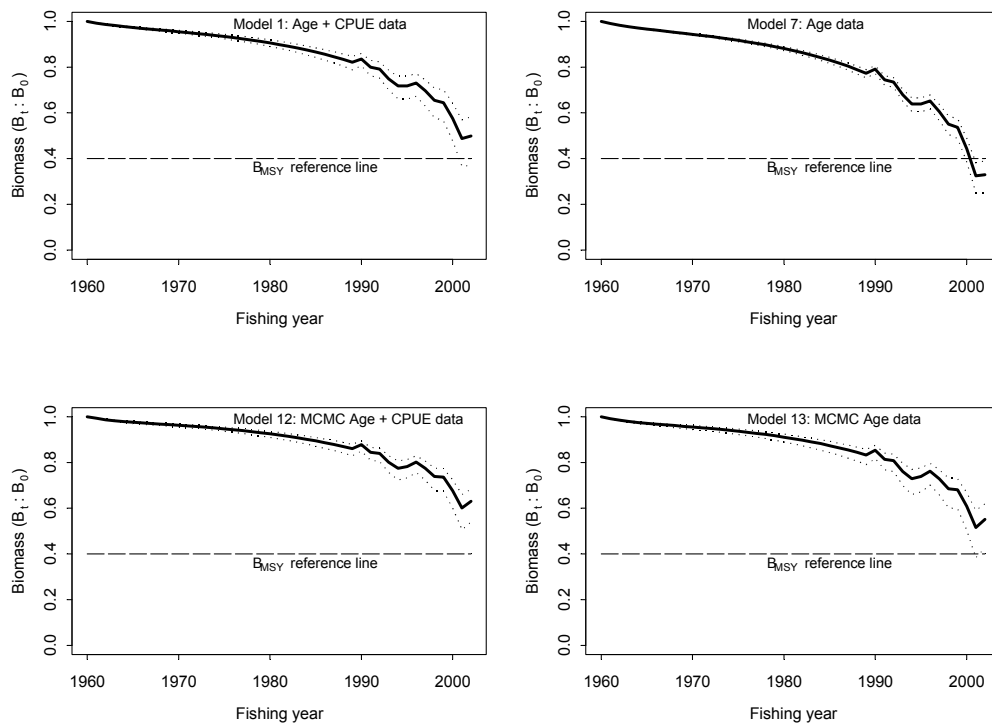 Model 1: Age + CPUE data
Biomass (Bt : B0)
1.0
0.8
0.6
0.4
0.2
0.0
BMSY reference line
1960 1970 1980 1990 2000
Fishing year
Model 7: Age data
Biomass (Bt : B0)
1.0
0.8
0.6
0.4
0.2
0.0
BMSY reference line
1960 1970 1980 1990 2000
Fishing year
Model 12: MCMC Age + CPUE data
Biomass (Bt : B0)
1.0
0.8
0.6
0.4
0.2
0.0
BMSY reference line
1960 1970 1980 1990 2000
Fishing year
Model 13: MCMC Age data
Biomass (Bt : B0)
1.0
0.8
0.6
0.4
0.2
0.0
BMSY reference line
1960 1970 1980 1990 2000
Fishing year